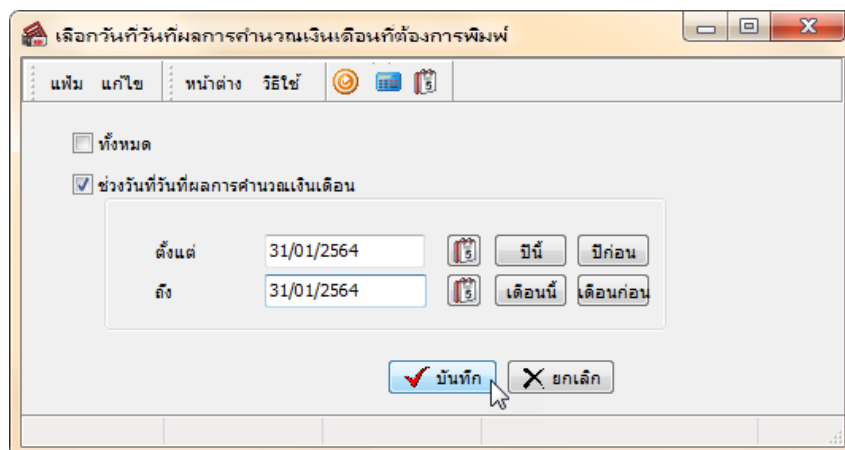 เลือกวันที่วันที่ผลการคำนวณเงินเดือนที่ต้องการพิมพ์
แฟ้ม แก้ไข หน้าต่าง วิธีใช้
ทั้งหมด
ช่วงวันที่วันที่ผลการคำนวณเงินเดือน
ตั้งแต่ 31/01/2564 5 ปีนี้ ปีก่อน
ถึง 31/01/2564 5 เดือนนี้ เดือนก่อน
บันทึก ยกเลิก